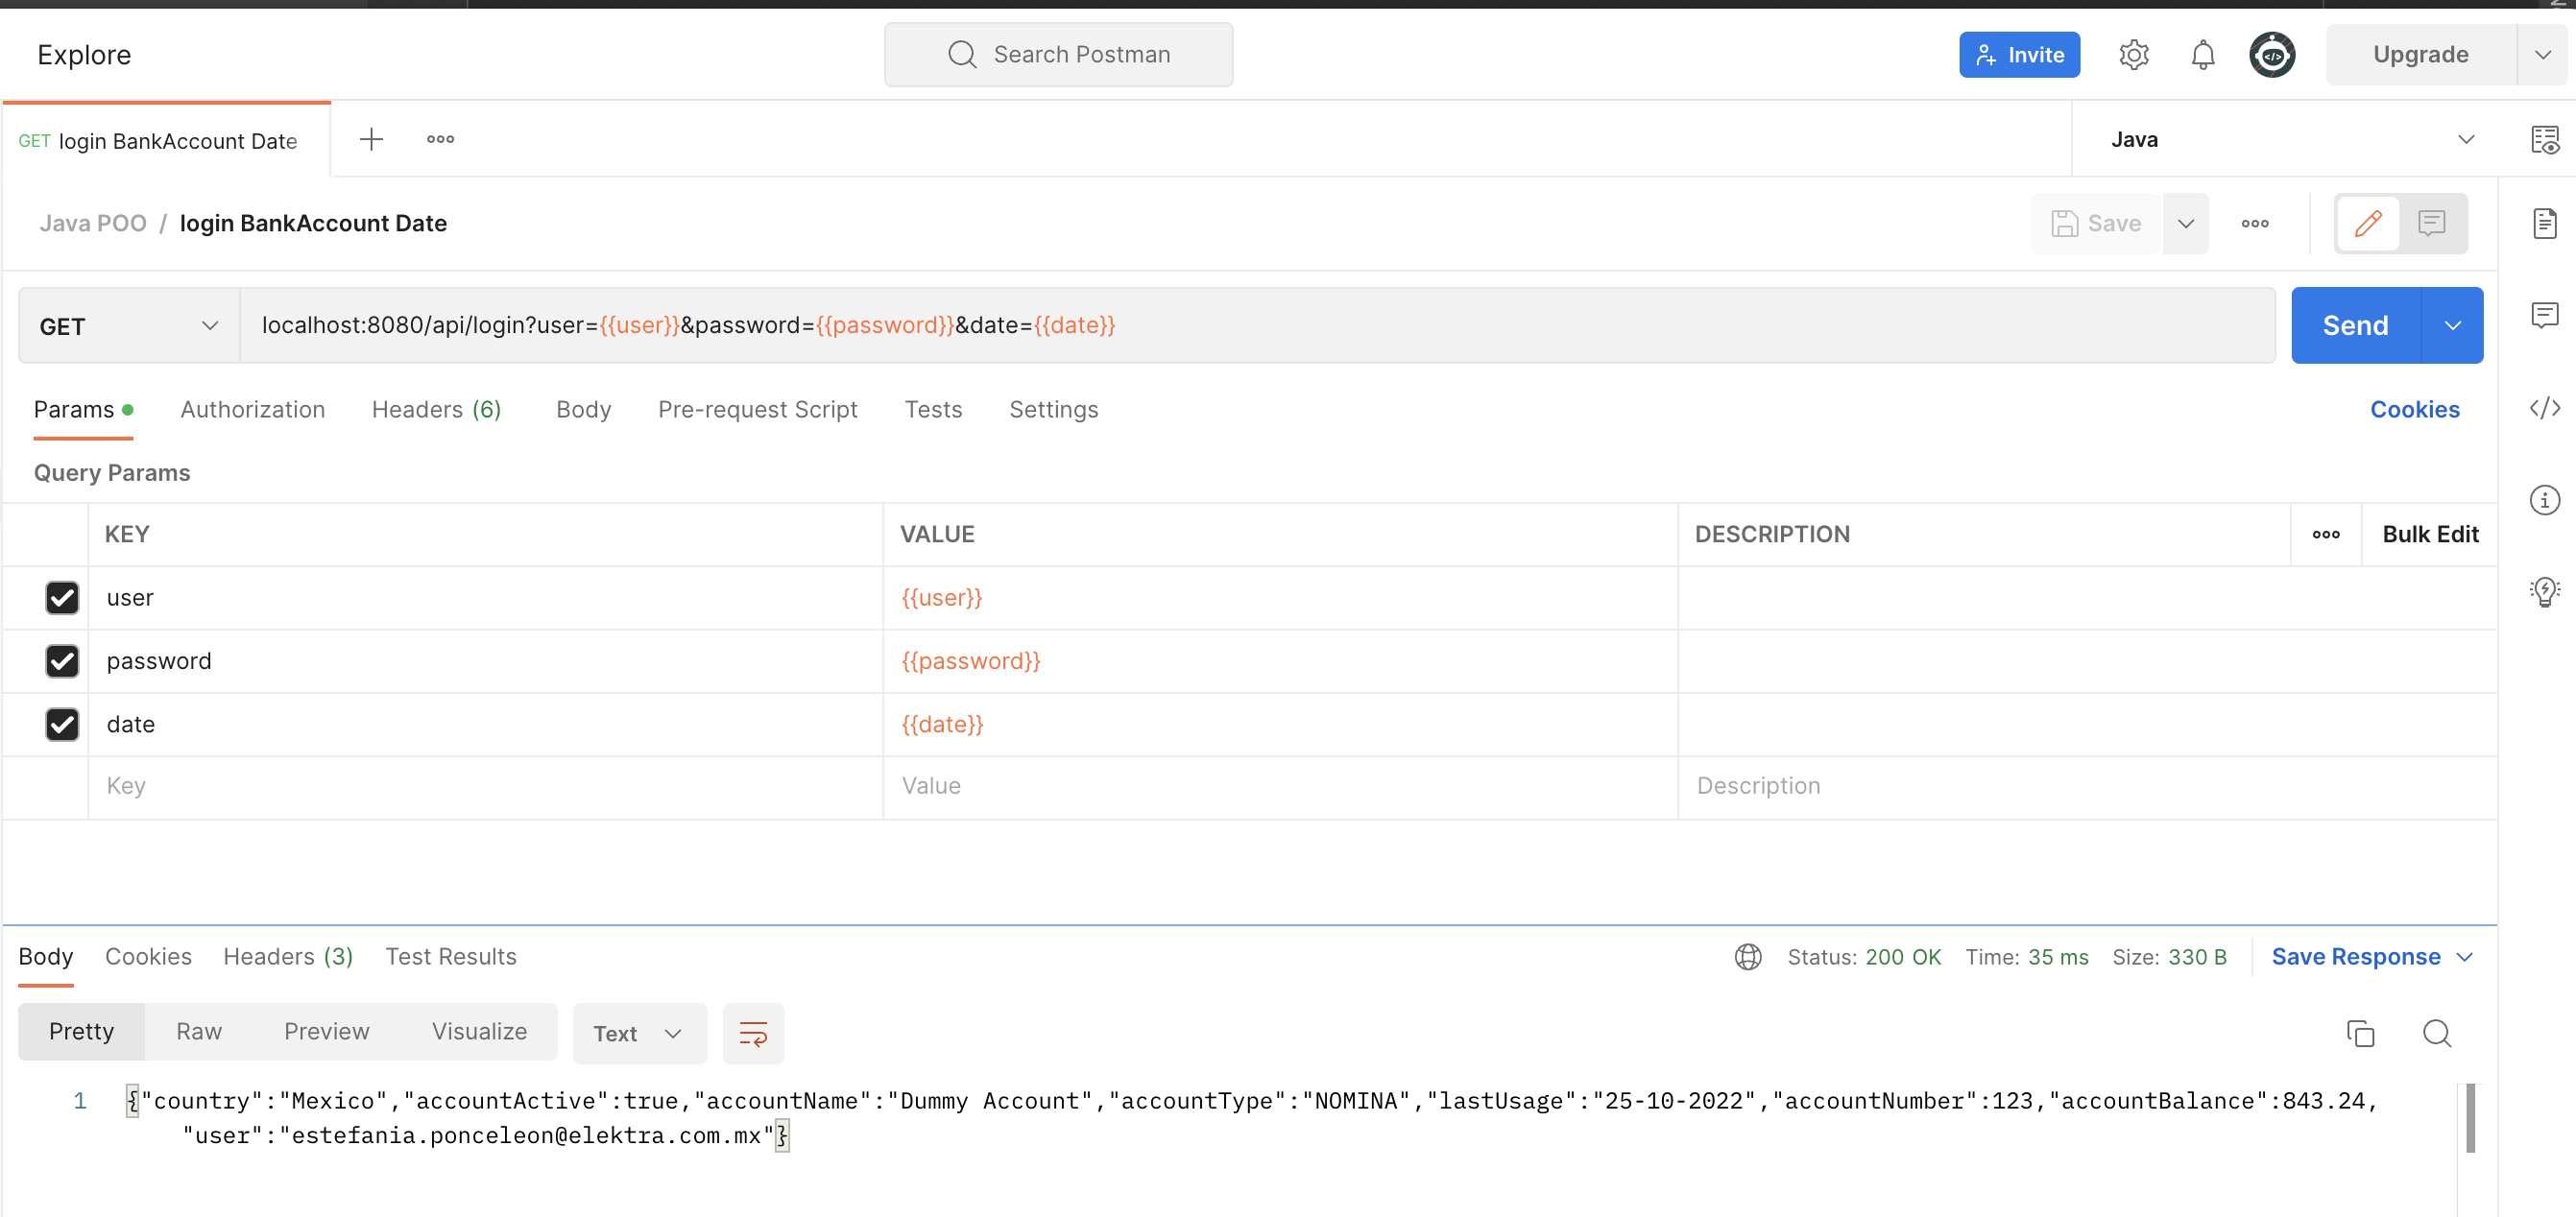 Explore
Search Postman
Invite
Upgrade
GET login BankAccount Date
Java
Java POO / login BankAccount Date
Save
GET
localhost:8080/api/login?user={{user}}&password={{password}}&date={{date}}
Send
Params Authorization Headers (6) Body Pre-request Script Tests Settings Cookies
Query Params
KEY VALUE DESCRIPTION Bulk Edit
user {{user}}
password {{password}}
date {{date}}
Key Value Description
Body Cookies Headers (3) Test Results Status: 200 OK Time: 35 ms Size: 330 B Save Response
Pretty Raw Preview Visualize Text
1 {"country":"Mexico","accountActive":true,"accountName":"Dummy Account","accountType":"NOMINA","lastUsage":"25-10-2022","accountNumber":123,"accountBalance":843.24,
"user":"estefania.ponceleon@elektra.com.mx"}